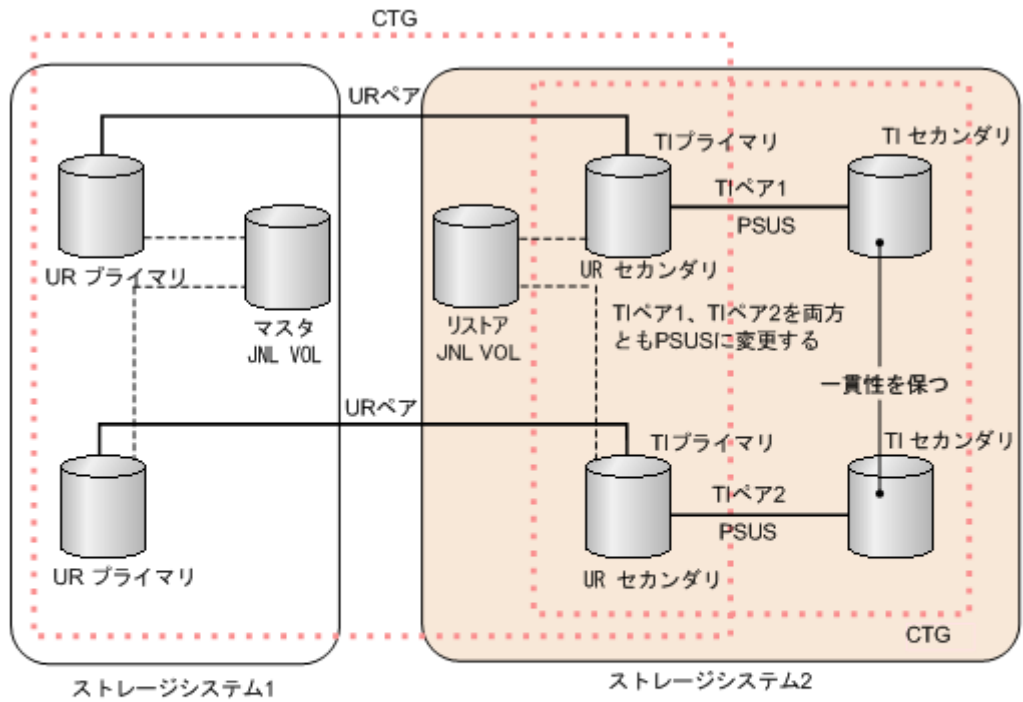 CTG
URペア
TIプライマリ
TI セカンダリ
TIペア1
PSUS
UR プライマリ
UR セカンダリ
マスタ
JNL VOL
リストア
JNL VOL
TIペア1、TIペア2を両方
ともPSUSに変更する
一貫性を保つ
URペア
TIプライマリ
TI セカンダリ
TIペア2
PSUS
UR プライマリ
UR セカンダリ
CTG
ストレージシステム1
ストレージシステム2